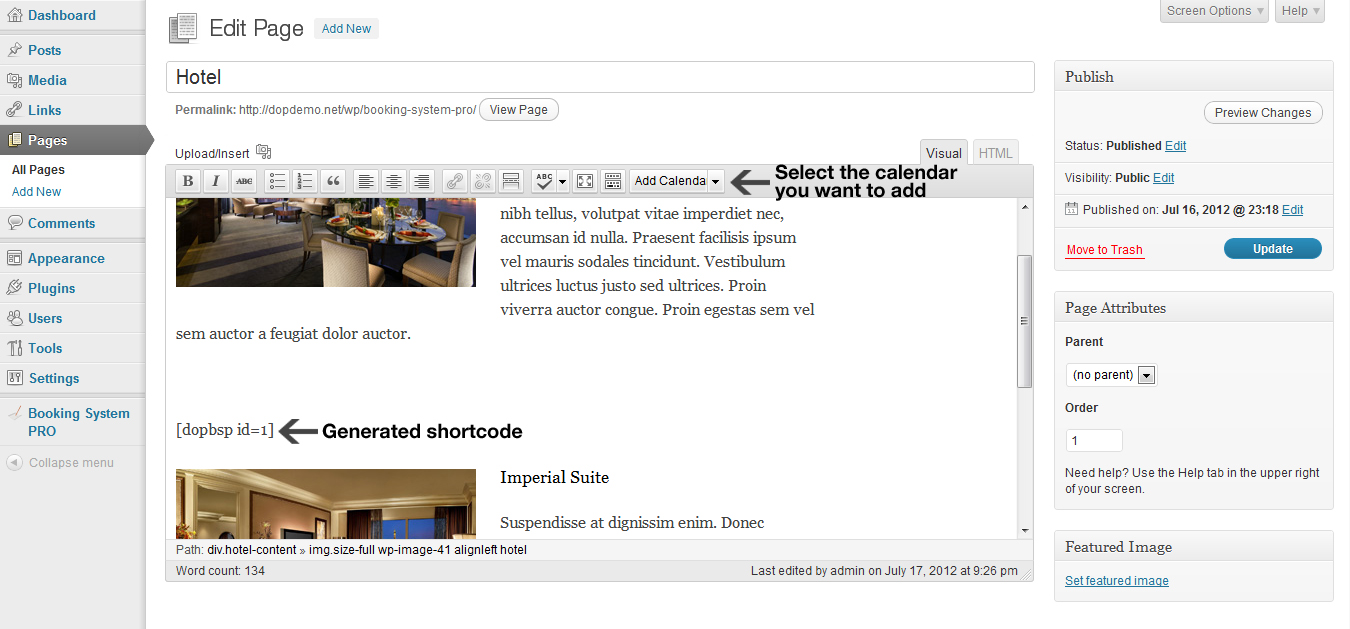 Dashboard
Posts
Media
Links
Pages
All Pages
Add New
Comments
Appearance
Plugins
Users
Tools
Settings
Booking System
PRO
Collapse menu
Screen Options
Help
Edit Page
Add New
Hotel
Permalink: http://dopdemo.net/wp/booking-system-pro/
View Page
Upload/Insert
Visual
HTML
B
I
ABC
ABC
Add Calenda
Select the calendar
you want to add
nibh tellus, volutpat vitae imperdiet nec,
accumsan id nulla. Praesent facilisis ipsum
vel mauris sodales tincidunt. Vestibulum
ultrices luctus justo sed ultrices. Proin
viverra auctor congue. Proin egestas sem vel
sem auctor a feugiat dolor auctor.
[dopbsp id=1]
Generated shortcode
Imperial Suite
Suspendisse at dignissim enim. Donec
Path: div.hotel-content » img.size-full wp-image-41 alignleft hotel
Word count: 134
Last edited by admin on July 17, 2012 at 9:26 pm
Publish
Preview Changes
Status: Published Edit
Visibility: Public Edit
Published on: Jul 16, 2012 @ 23:18 Edit
Move to Trash
Update
Page Attributes
Parent
(no parent)
Order
1
Need help? Use the Help tab in the upper right
of your screen.
Featured Image
Set featured image